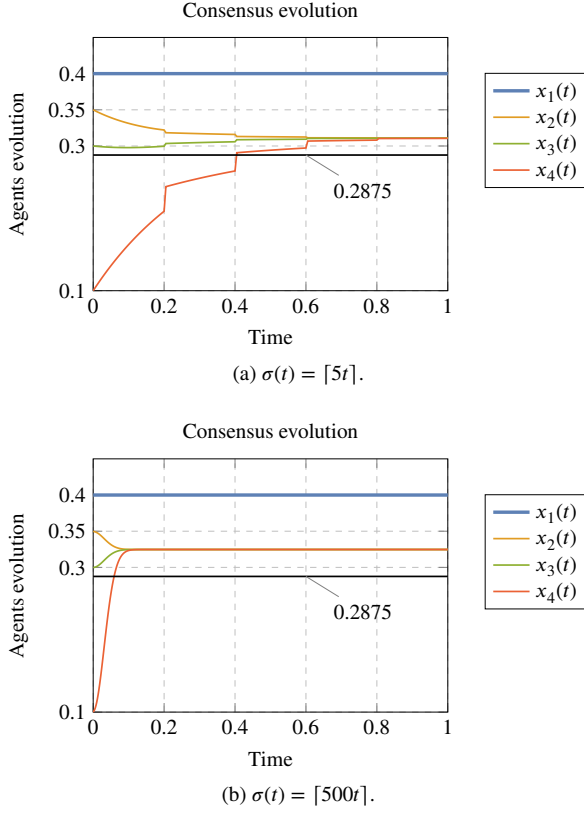 Consensus evolution
Agents evolution
0.4
0.35
0.3
0.1
0.2875
0 0.2 0.4 0.6 0.8 1
Time
x₁(t)
x₂(t)
x₃(t)
x₄(t)
(a) σ(t) = ⌈5t⌉.
Consensus evolution
Agents evolution
0.4
0.35
0.3
0.1
0.2875
0 0.2 0.4 0.6 0.8 1
Time
x₁(t)
x₂(t)
x₃(t)
x₄(t)
(b) σ(t) = ⌈500t⌉.